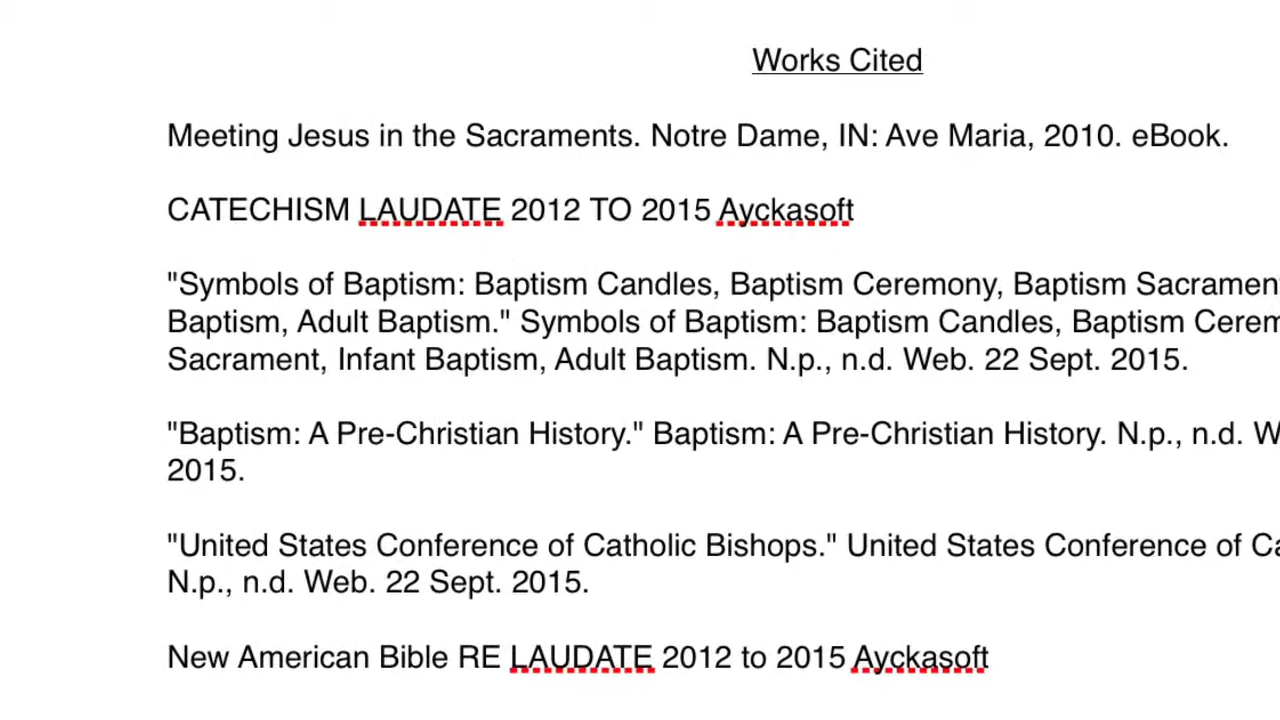 Works Cited
Meeting Jesus in the Sacraments. Notre Dame, IN: Ave Maria, 2010. eBook.
CATECHISM LAUDATE 2012 TO 2015 Ayckasoft
"Symbols of Baptism: Baptism Candles, Baptism Ceremony, Baptism Sacramen
Baptism, Adult Baptism." Symbols of Baptism: Baptism Candles, Baptism Cerem
Sacrament, Infant Baptism, Adult Baptism. N.p., n.d. Web. 22 Sept. 2015.
"Baptism: A Pre-Christian History." Baptism: A Pre-Christian History. N.p., n.d. W
2015.
"United States Conference of Catholic Bishops." United States Conference of Ca
N.p., n.d. Web. 22 Sept. 2015.
New American Bible RE LAUDATE 2012 to 2015 Ayckasoft